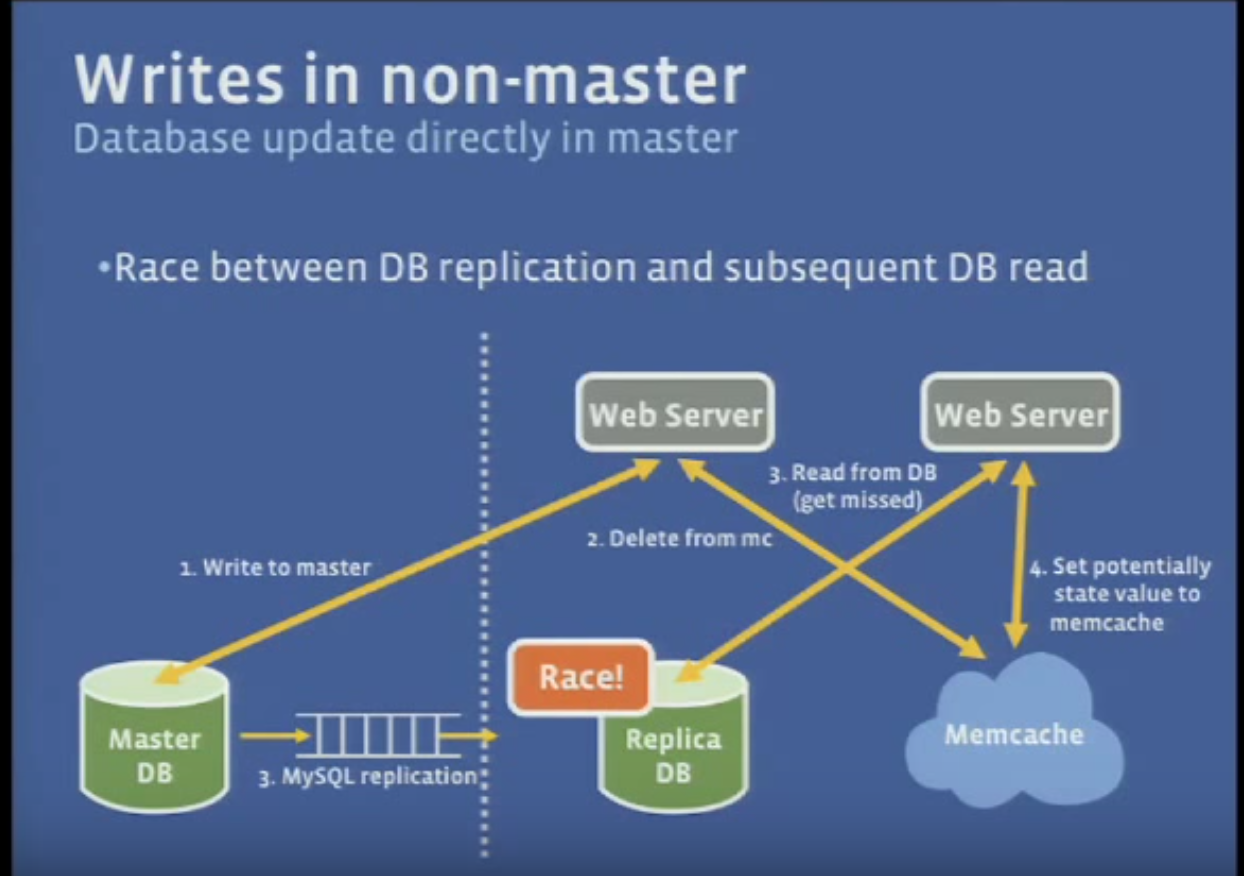 Writes in non-master
Database update directly in master
•Race between DB replication and subsequent DB read
Web Server
Web Server
3. Read from DB
(get missed)
2. Delete from mc
1. Write to master
4. Set potentially
state value to
memcache
Race!
Master
DB
Replica
DB
Memcache
3. MySQL replication